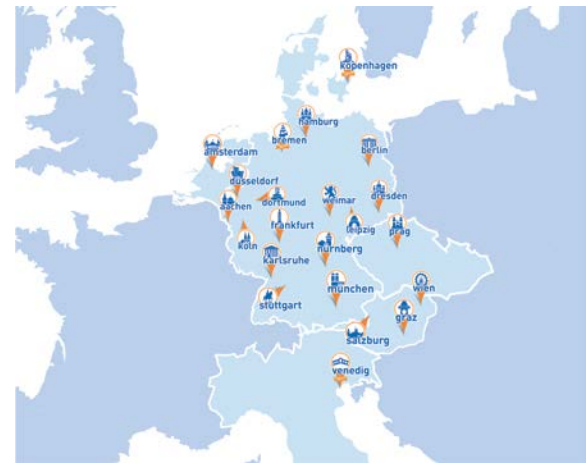 kopenhagen
hamburg
bremen
amsterdam
berlin
düsseldorf
dortmund
weimar
dresden
aachen
frankfurt
leipzig
prag
köln
nürnberg
karlsruhe
münchen
wien
stuttgart
graz
salzburg
venedig